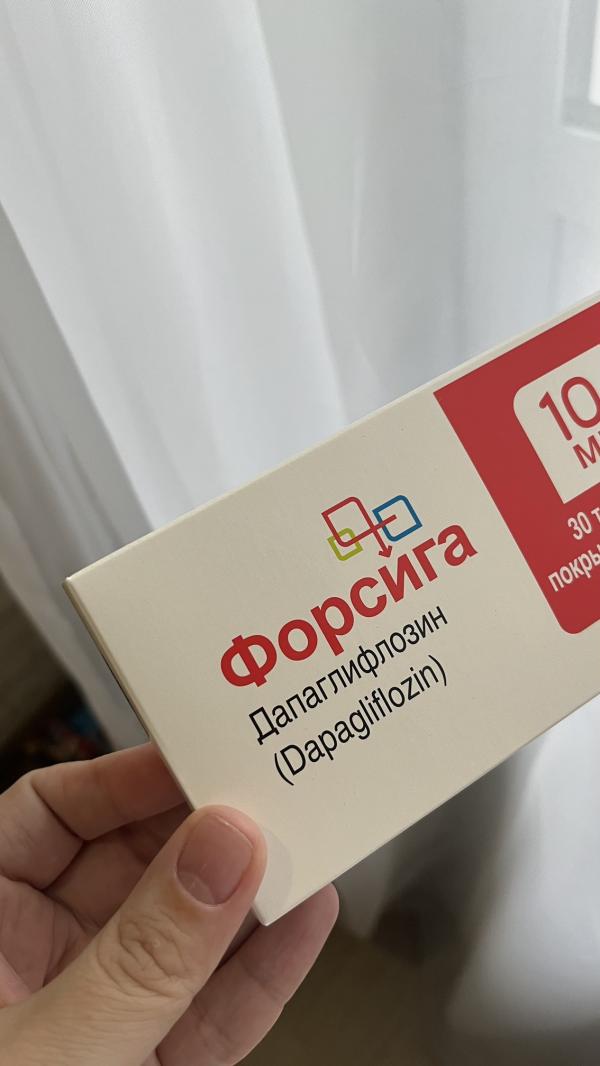 Форсига
Дапаглифлозин
(Dapagliflozin)
10
30